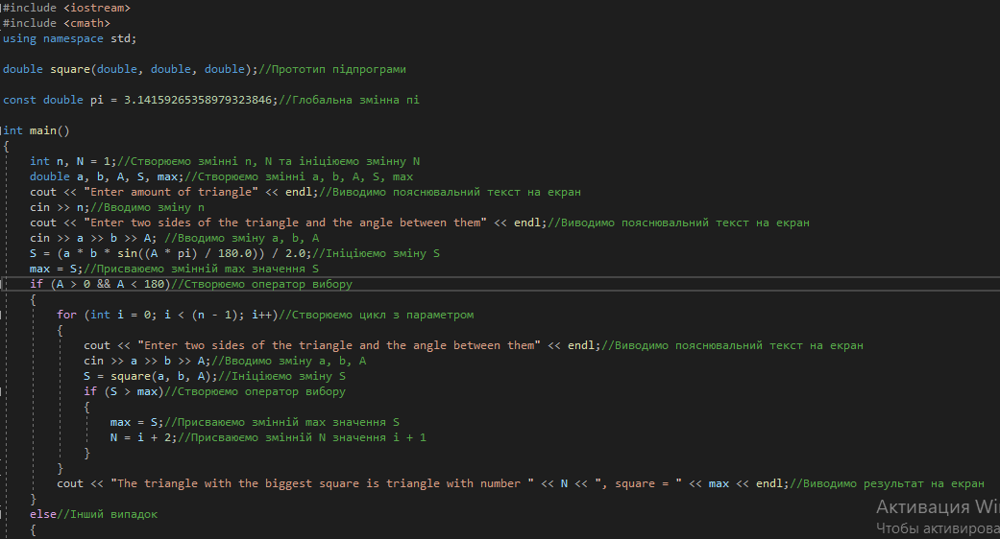 #include <iostream>
#include <cmath>
using namespace std;
double square(double, double, double);//Прототип підпрограми
const double pi = 3.14159265358979323846;//Глобальна змінна пі
int main()
{
int n, N = 1;//Створюємо змінні n, N та ініціюємо змінну N
double a, b, A, S, max;//Створюємо змінні a, b, A, S, max
cout << "Enter amount of triangle" << endl;//Виводимо пояснювальний текст на екран
cin >> n;//Вводимо зміну n
cout << "Enter two sides of the triangle and the angle between them" << endl;//Виводимо пояснювальний текст на екран
cin >> a >> b >> A; //Вводимо зміну a, b, A
S = (a * b * sin((A * pi) / 180.0)) / 2.0;//Ініціюємо зміну S
max = S;//Присваюємо змінній max значення S
if (A > 0 && A < 180)//Створюємо оператор вибору
{
for (int i = 0; i < (n - 1); i++)//Створюємо цикл з параметром
{
cout << "Enter two sides of the triangle and the angle between them" << endl;//Виводимо пояснювальний текст на екран
cin >> a >> b >> A;//Вводимо зміну a, b, A
S = square(a, b, A);//Ініціюємо зміну S
if (S > max)//Створюємо оператор вибору
{
max = S;//Присваюємо змінній max значення S
N = i + 2;//Присваюємо змінній N значення i + 1
}
}
cout << "The triangle with the biggest square is triangle with number " << N << ", square = " << max << endl;//Виводимо результат на екран
}
else//Інший випадок
{
Активация Wi
Чтобы активирова